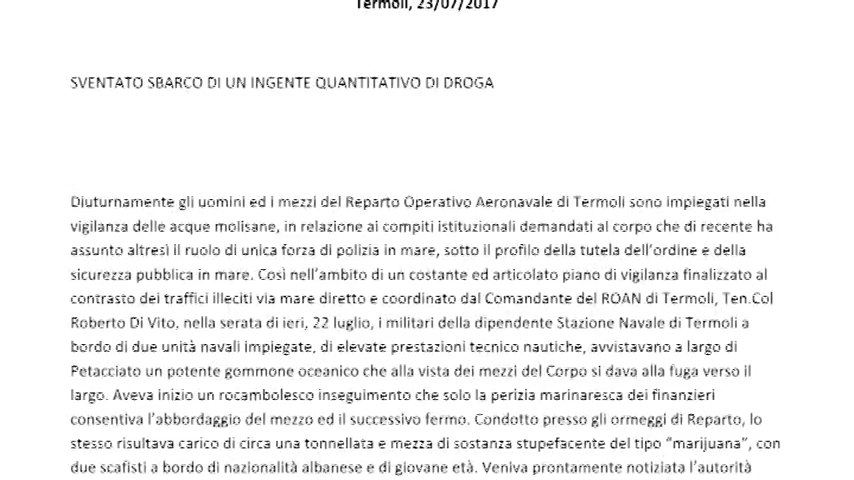 Termoli, 23/07/2017
SVENTATO SBARCO DI UN INGENTE QUANTITATIVO DI DROGA
Diuturnamente gli uomini ed i mezzi del Reparto Operativo Aeronavale di Termoli sono impiegati nella
vigilanza delle acque molisane, in relazione ai compiti istituzionali demandati al corpo che di recente ha
assunto altresì il ruolo di unica forza di polizia in mare, sotto il profilo della tutela dell'ordine e della
sicurezza pubblica in mare. Così nell'ambito di un costante ed articolato piano di vigilanza finalizzato al
contrasto dei traffici illeciti via mare diretto e coordinato dal Comandante del ROAN di Termoli, Ten.Col
Roberto Di Vito, nella serata di ieri, 22 luglio, i militari della dipendente Stazione Navale di Termoli a
bordo di due unità navali impiegate, di elevate prestazioni tecnico nautiche, avvistavano a largo di
Petacciato un potente gommone oceanico che alla vista dei mezzi del Corpo si dava alla fuga verso il
largo. Aveva inizio un rocambolesco inseguimento che solo la perizia marinaresca dei finanzieri
consentiva l'abbordaggio del mezzo ed il successivo fermo. Condotto presso gli ormeggi di Reparto, lo
stesso risultava carico di circa una tonnellata e mezza di sostanza stupefacente del tipo "marijuana", con
due scafisti a bordo di nazionalità albanese e di giovane età. Veniva prontamente notiziata l'autorità